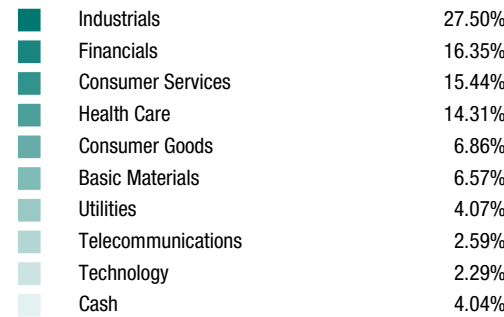 Industrials 27.50%
Financials 16.35%
Consumer Services 15.44%
Health Care 14.31%
Consumer Goods 6.86%
Basic Materials 6.57%
Utilities 4.07%
Telecommunications 2.59%
Technology 2.29%
Cash 4.04%